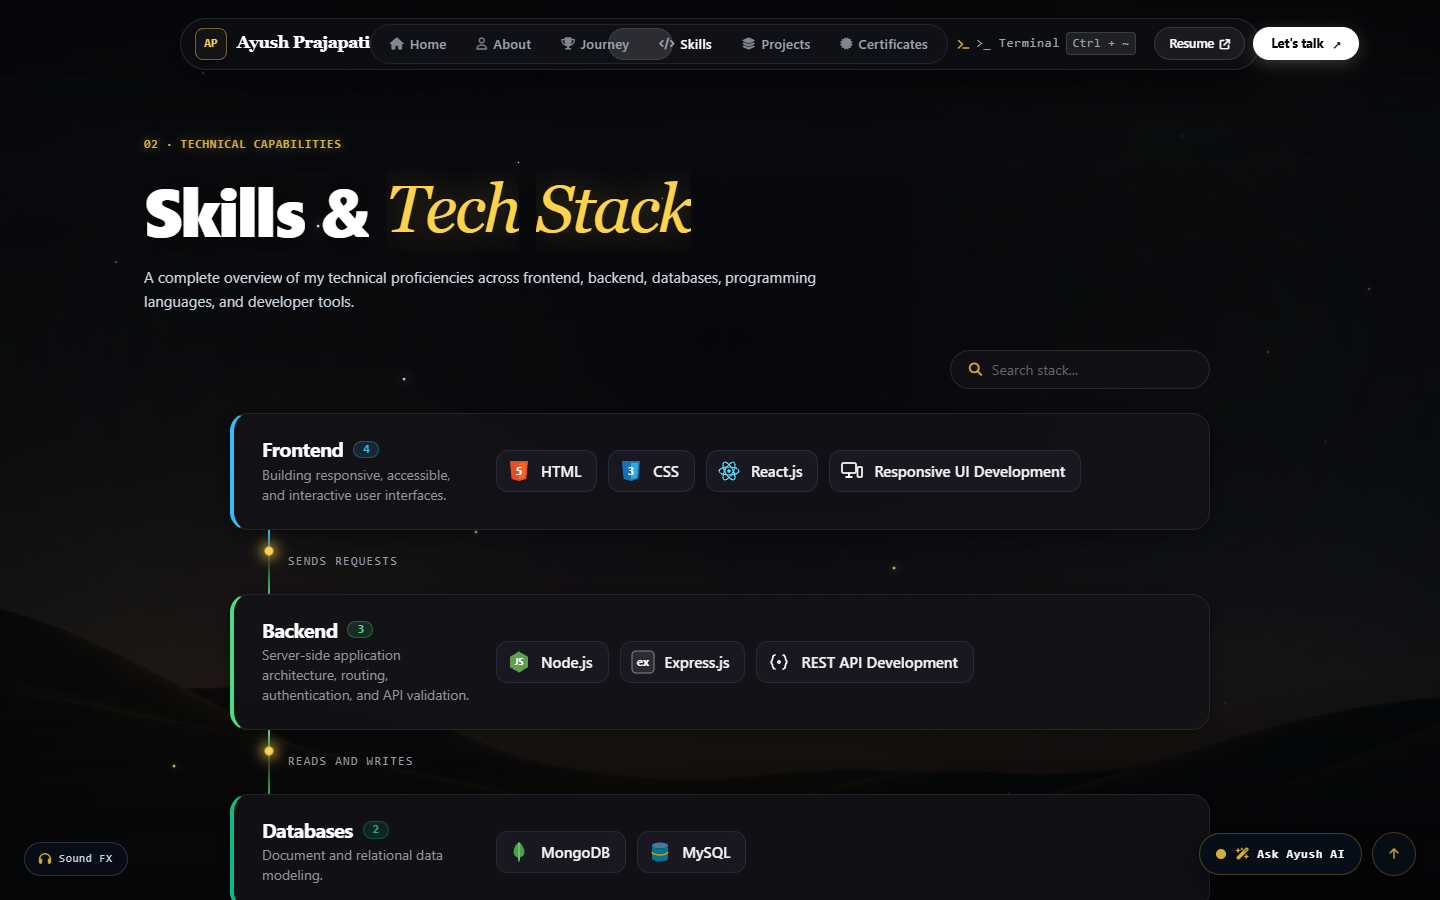 AP Ayush Prajapati Home About Journey </> Skills Projects Certificates >_ Terminal Ctrl + ~ Resume Let's talk ↗
02 · TECHNICAL CAPABILITIES
Skills & Tech Stack
A complete overview of my technical proficiencies across frontend, backend, databases, programming
languages, and developer tools.
Search stack...
Frontend 4
Building responsive, accessible,
and interactive user interfaces.
5 HTML 3 CSS React.js Responsive UI Development
SENDS REQUESTS
Backend 3
Server-side application
architecture, routing,
authentication, and API validation.
JS Node.js ex Express.js {·} REST API Development
READS AND WRITES
Databases 2
Document and relational data
modeling.
MongoDB MySQL
Sound FX
Ask Ayush AI ↑